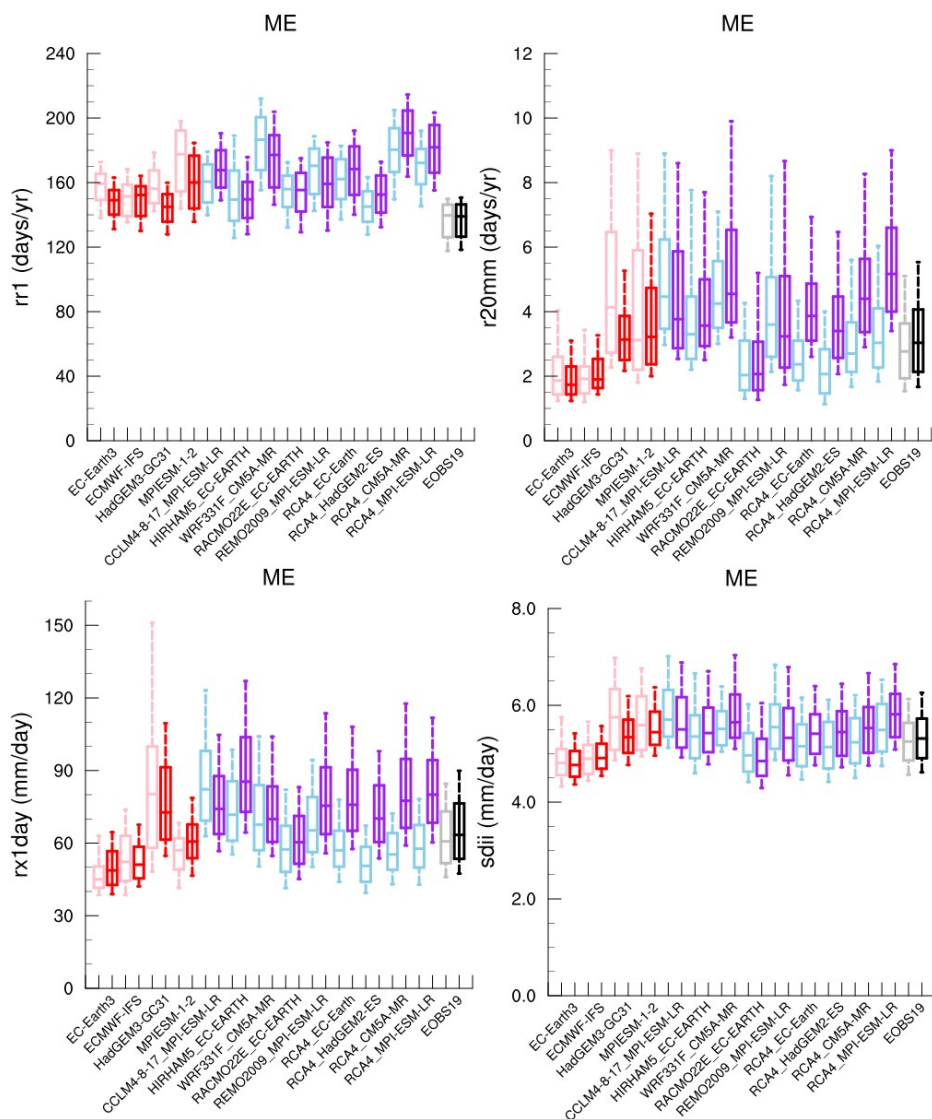 ME
240
200
160
120
80
40
0
rr1 (days/yr)
EC-Earth3
ECMWF-IFS
HadGEM3-GC31
MPIESM-1-2
CCLM4-8-17_MPI-ESM-LR
HIRHAM5_EC-EARTH
WRF331F_CM5A-MR
RACMO22E_EC-EARTH
REMO2009_MPI-ESM-LR
RCA4_EC-Earth
RCA4_HadGEM2-ES
RCA4_CM5A-MR
RCA4_MPI-ESM-LR
EOBS19
ME
12
10
8
6
4
2
0
r20mm (days/yr)
EC-Earth3
ECMWF-IFS
HadGEM3-GC31
MPIESM-1-2
CCLM4-8-17_MPI-ESM-LR
HIRHAM5_EC-EARTH
WRF331F_CM5A-MR
RACMO22E_EC-EARTH
REMO2009_MPI-ESM-LR
RCA4_EC-Earth
RCA4_HadGEM2-ES
RCA4_CM5A-MR
RCA4_MPI-ESM-LR
EOBS19
ME
150
120
90
60
30
0
rx1day (mm/day)
EC-Earth3
ECMWF-IFS
HadGEM3-GC31
MPIESM-1-2
CCLM4-8-17_MPI-ESM-LR
HIRHAM5_EC-EARTH
WRF331F_CM5A-MR
RACMO22E_EC-EARTH
REMO2009_MPI-ESM-LR
RCA4_EC-Earth
RCA4_HadGEM2-ES
RCA4_CM5A-MR
RCA4_MPI-ESM-LR
EOBS19
ME
8.0
6.0
4.0
2.0
0.0
sdii (mm/day)
EC-Earth3
ECMWF-IFS
HadGEM3-GC31
MPIESM-1-2
CCLM4-8-17_MPI-ESM-LR
HIRHAM5_EC-EARTH
WRF331F_CM5A-MR
RACMO22E_EC-EARTH
REMO2009_MPI-ESM-LR
RCA4_EC-Earth
RCA4_HadGEM2-ES
RCA4_CM5A-MR
RCA4_MPI-ESM-LR
EOBS19